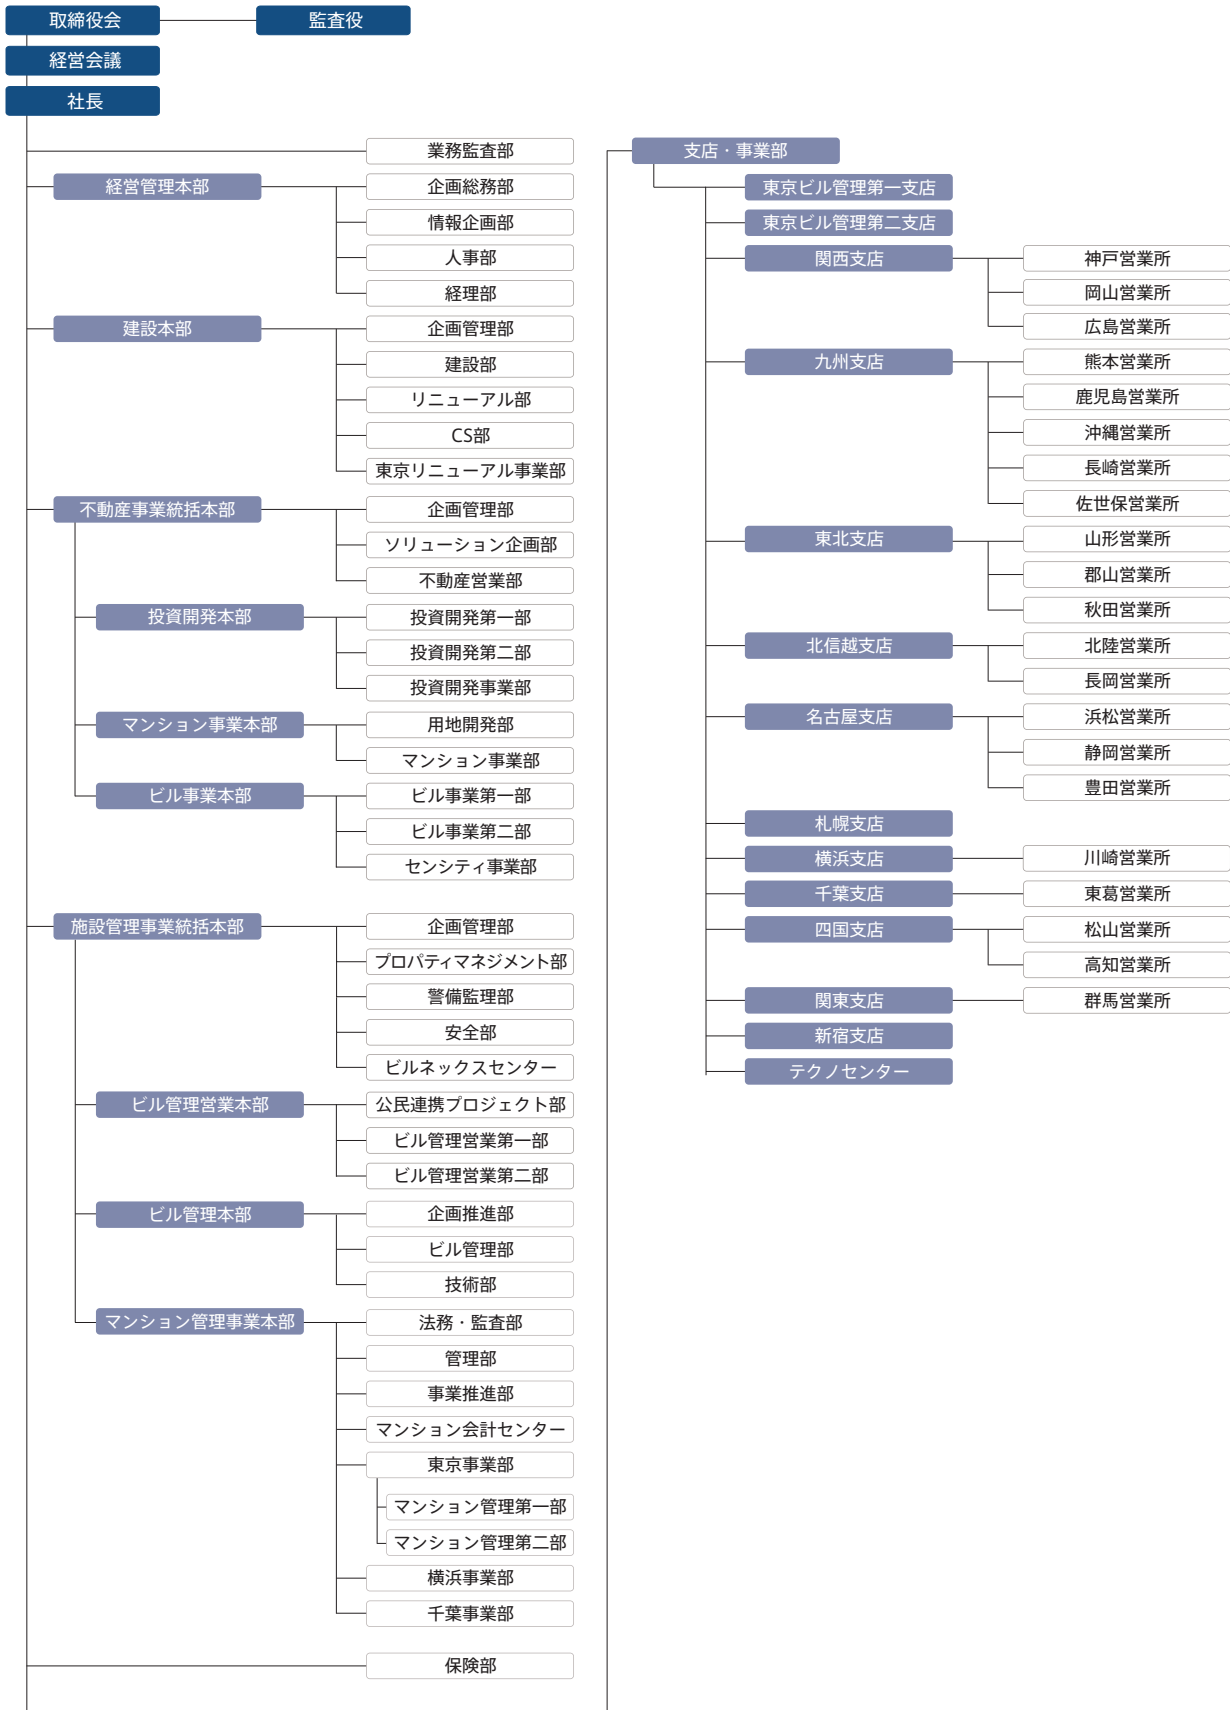 取締役会
監査役
経営会議
社長
業務監査部
経営管理本部
企画総務部
情報企画部
人事部
経理部
建設本部
企画管理部
建設部
リニューアル部
CS部
東京リニューアル事業部
不動産事業統括本部
企画管理部
ソリューション企画部
不動産営業部
投資開発本部
投資開発第一部
投資開発第二部
投資開発事業部
マンション事業本部
用地開発部
マンション事業部
ビル事業本部
ビル事業第一部
ビル事業第二部
センシティ事業部
施設管理事業統括本部
企画管理部
プロパティマネジメント部
警備監理部
安全部
ビルネックスセンター
ビル管理営業本部
公民連携プロジェクト部
ビル管理営業第一部
ビル管理営業第二部
ビル管理本部
企画推進部
ビル管理部
技術部
マンション管理事業本部
法務・監査部
管理部
事業推進部
マンション会計センター
東京事業部
マンション管理第一部
マンション管理第二部
横浜事業部
千葉事業部
保険部
支店・事業部
東京ビル管理第一支店
東京ビル管理第二支店
関西支店
神戸営業所
岡山営業所
広島営業所
九州支店
熊本営業所
鹿児島営業所
沖縄営業所
長崎営業所
佐世保営業所
東北支店
山形営業所
郡山営業所
秋田営業所
北信越支店
北陸営業所
長岡営業所
名古屋支店
浜松営業所
静岡営業所
豊田営業所
札幌支店
横浜支店
川崎営業所
千葉支店
東葛営業所
四国支店
松山営業所
高知営業所
関東支店
群馬営業所
新宿支店
テクノセンター